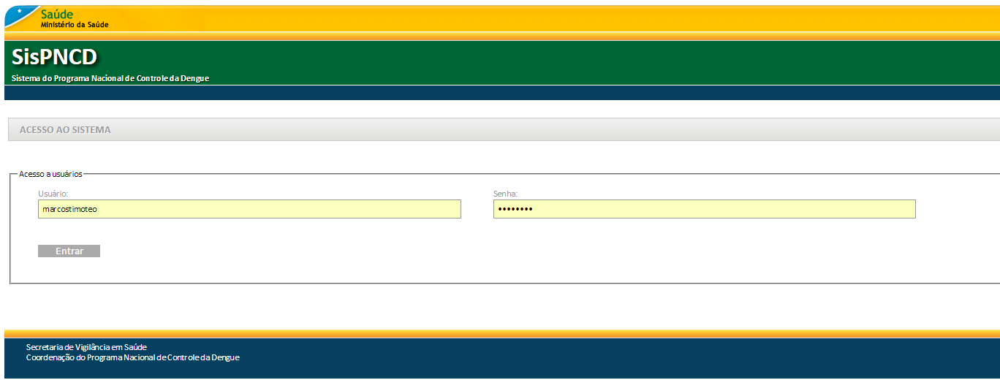 Saúde
Ministério da Saúde
SisPNCD
Sistema do Programa Nacional de Controle da Dengue
ACESSO AO SISTEMA
Acesso a usuários
Usuário:
Senha:
marcostimoteo
••••••••
Entrar
Secretaria de Vigilância em Saúde
Coordenação do Programa Nacional de Controle da Dengue